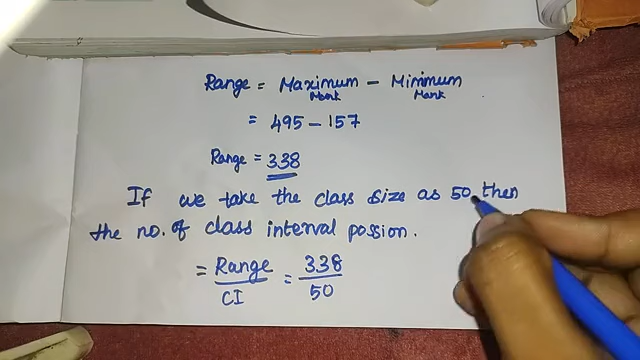 Range = Maximum Mark - Minimum Mark
= 495 - 157
Range = 338
If we take the class size as 50 then
the no. of class interval possion.
= Range / CI = 338 / 50